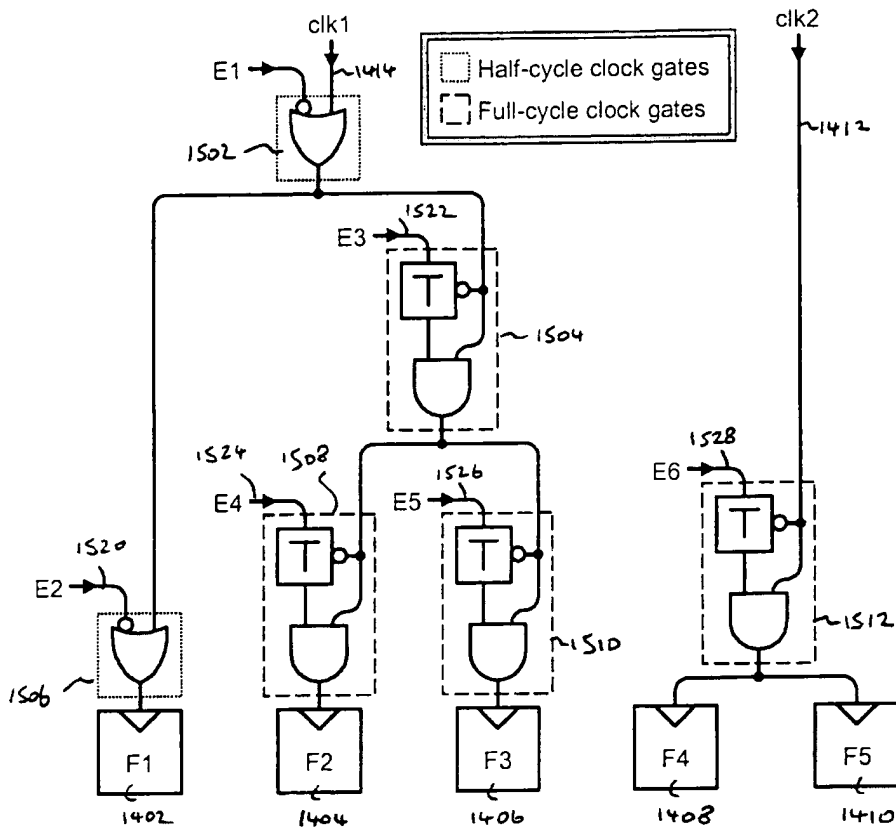 clk1
clk2
E1
1414
Half-cycle clock gates
Full-cycle clock gates
1412
1502
1522
E3
T
1504
1524
1508
1526
1528
E4
E5
E6
T
T
T
1520
E2
1510
1512
1506
F1
F2
F3
F4
F5
1402
1404
1406
1408
1410